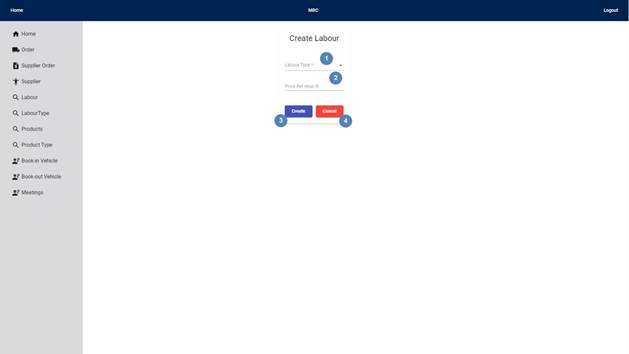 Home
MRC
Logout
Home
Order
Supplier Order
Supplier
Labour
LabourType
Products
Product Type
Book-in Vehicle
Book-out Vehicle
Meetings
Create Labour
1
Labour Type *
2
Price Per Hour R
Create
Cancel
3
4